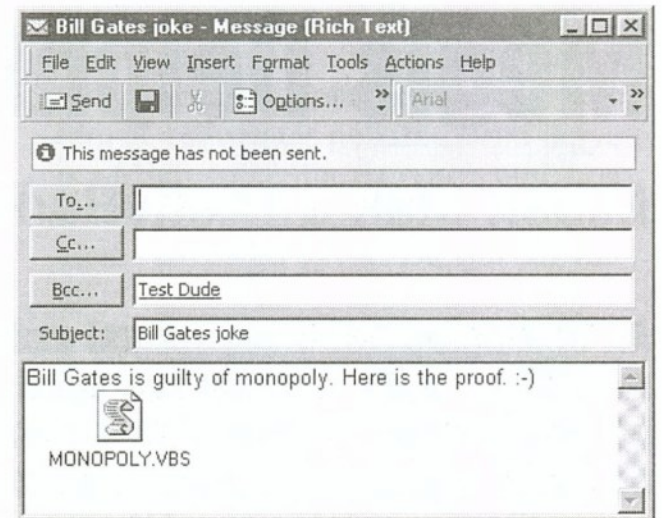 Bill Gates joke - Message (Rich Text)
File Edit View Insert Format Tools Actions Help
Send Options... Arial
This message has not been sent.
To...
Cc...
Bcc... Test Dude
Subject: Bill Gates joke
Bill Gates is guilty of monopoly. Here is the proof. :-)
MONOPOLY.VBS